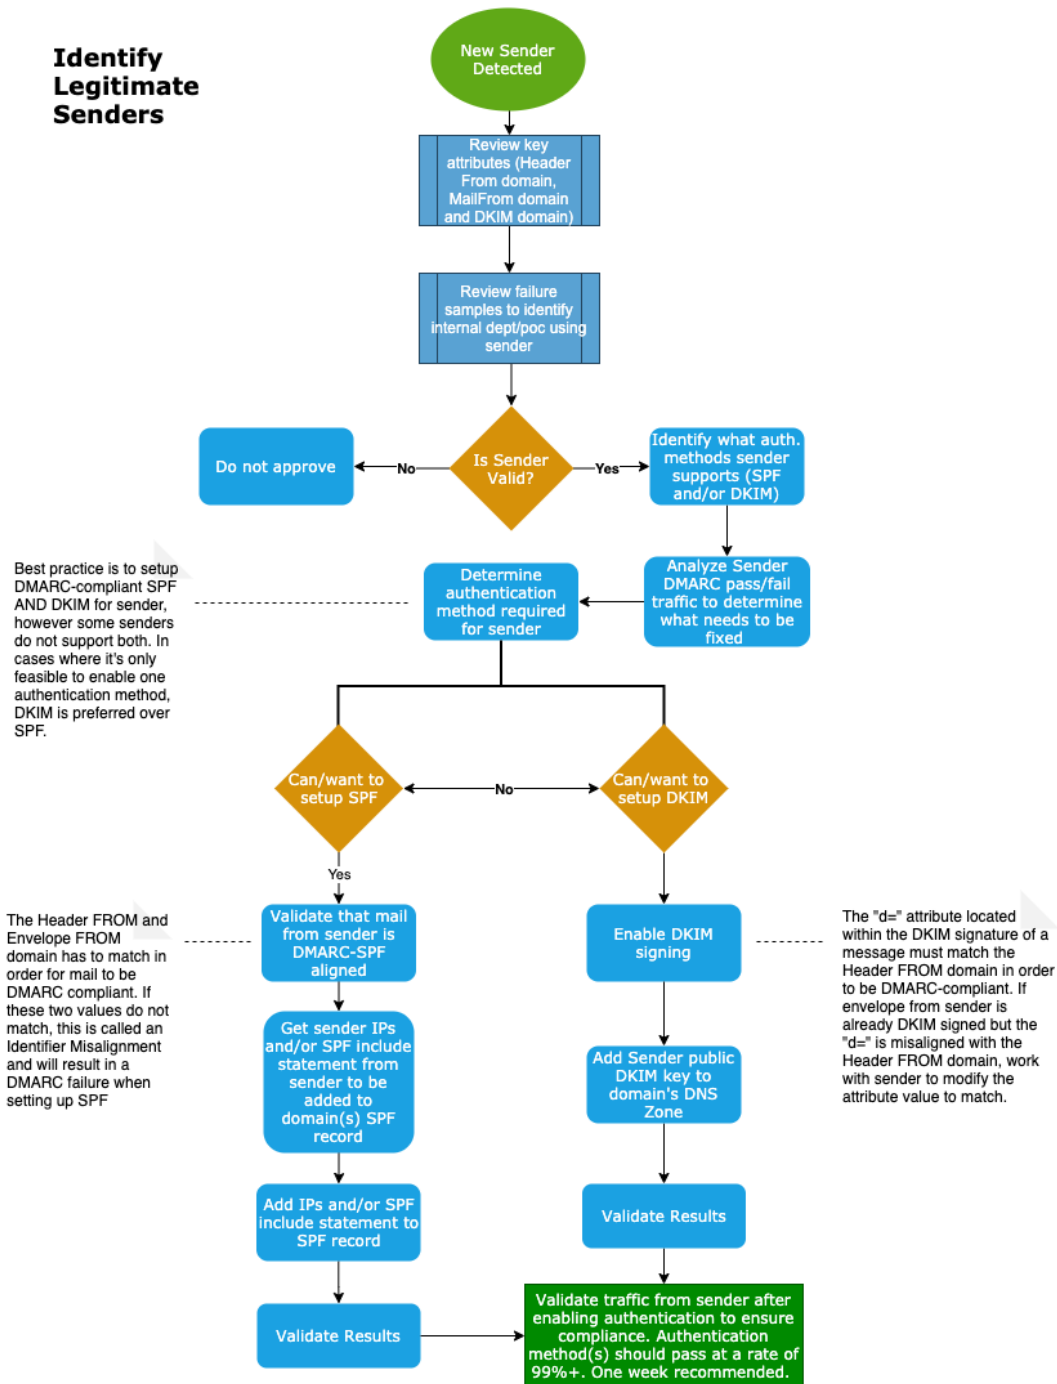 Identify
Legitimate
Senders
New Sender
Detected
Review key
attributes (Header
From domain,
MailFrom domain
and DKIM domain)
Review failure
samples to identify
internal dept/poc using
sender
Is Sender
Valid?
No
Do not approve
Yes
Identify what auth.
methods sender
supports (SPF
and/or DKIM)
Analyze Sender
DMARC pass/fail
traffic to determine
what needs to be
fixed
Determine
authentication
method required
for sender
Best practice is to setup
DMARC-compliant SPF
AND DKIM for sender,
however some senders
do not support both. In
cases where it's only
feasible to enable one
authentication method,
DKIM is preferred over
SPF.
Can/want to
setup SPF
No
Can/want to
setup DKIM
Yes
Validate that mail
from sender is
DMARC-SPF
aligned
The Header FROM and
Envelope FROM
domain has to match in
order for mail to be
DMARC compliant. If
these two values do not
match, this is called an
Identifier Misalignment
and will result in a
DMARC failure when
setting up SPF
Get sender IPs
and/or SPF include
statement from
sender to be
added to
domain(s) SPF
record
Add IPs and/or SPF
include statement to
SPF record
Validate Results
Enable DKIM
signing
The "d=" attribute located
within the DKIM signature of a
message must match the
Header FROM domain in order
to be DMARC-compliant. If
envelope from sender is
already DKIM signed but the
"d=" is misaligned with the
Header FROM domain, work
with sender to modify the
attribute value to match.
Add Sender public
DKIM key to
domain's DNS
Zone
Validate Results
Validate traffic from sender after
enabling authentication to ensure
compliance. Authentication
method(s) should pass at a rate of
99%+. One week recommended.